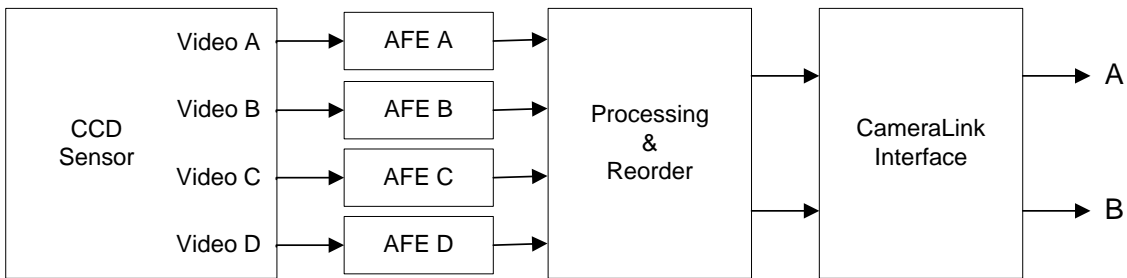 CCD
Sensor
Video A
Video B
Video C
Video D
AFE A
AFE B
AFE C
AFE D
Processing
&
Reorder
CameraLink
Interface
A
B